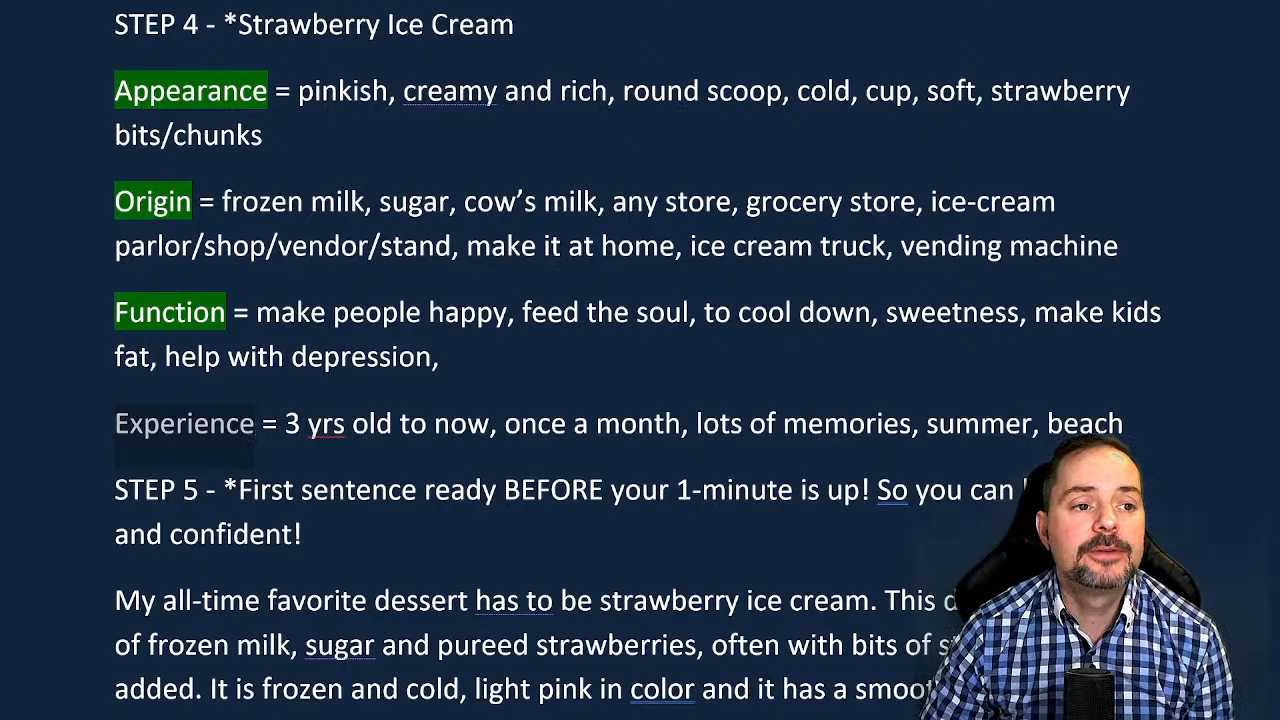 STEP 4 - *Strawberry Ice Cream
Appearance = pinkish, creamy and rich, round scoop, cold, cup, soft, strawberry
bits/chunks
Origin = frozen milk, sugar, cow’s milk, any store, grocery store, ice-cream
parlor/shop/vendor/stand, make it at home, ice cream truck, vending machine
Function = make people happy, feed the soul, to cool down, sweetness, make kids
fat, help with depression,
Experience = 3 yrs old to now, once a month, lots of memories, summer, beach
STEP 5 - *First sentence ready BEFORE your 1-minute is up! So you can
and confident!
My all-time favorite dessert has to be strawberry ice cream. This
of frozen milk, sugar and pureed strawberries, often with bits of
added. It is frozen and cold, light pink in color and it has a